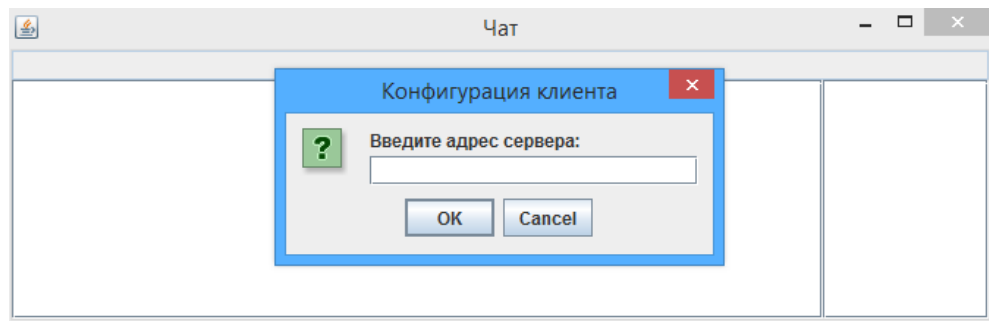 Чат
Конфигурация клиента
Введите адрес сервера:
OK
Cancel